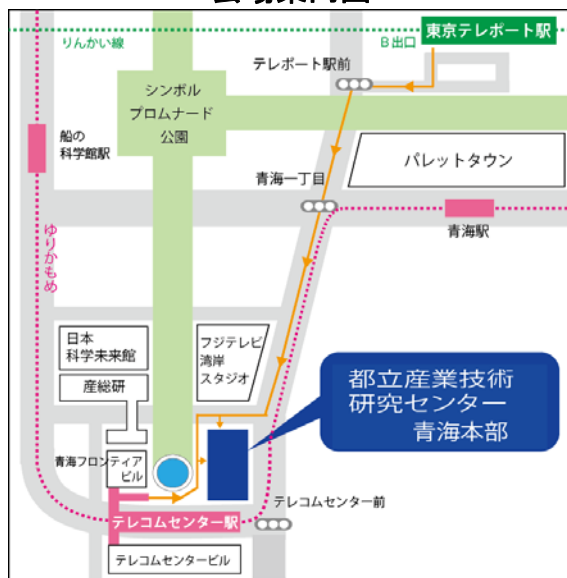 会場案内図
りんかい線
B出口
東京テレポート駅
テレポート駅前
シンボル
プロムナード
公園
船の
科学館駅
パレットタウン
青海一丁目
青海駅
ゆりかもめ
日本
科学未来館
フジテレビ
湾岸
スタジオ
産総研
都立産業技術
研究センター
青海本部
青海フロンティア
ビル
テレコムセンター前
テレコムセンター駅
テレコムセンタービル